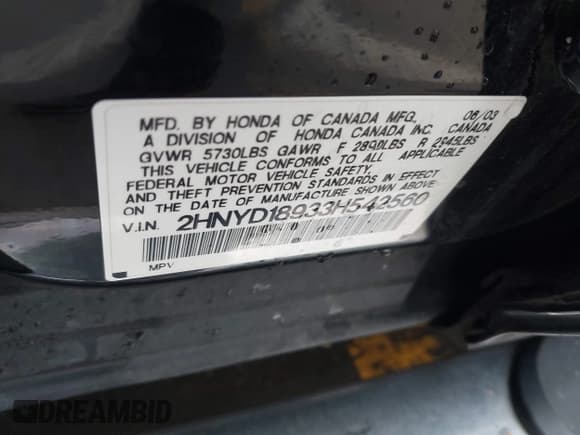 MFD. BY HONDA OF CANADA MFG. 06/03
A DIVISION OF HONDA CANADA INC. CANADA
GVWR 5730LBS GAWR F 2890LBS R 2945LBS
THIS VEHICLE CONFORMS TO ALL APPLICABLE
FEDERAL MOTOR VEHICLE SAFETY,
AND THEFT PREVENTION STANDARDS IN EFFECT
ON THE DATE OF MANUFACTURE SHOWN ABOVE.
V.I.N. 2HNYD18933H543560
MPV
DREAMBID